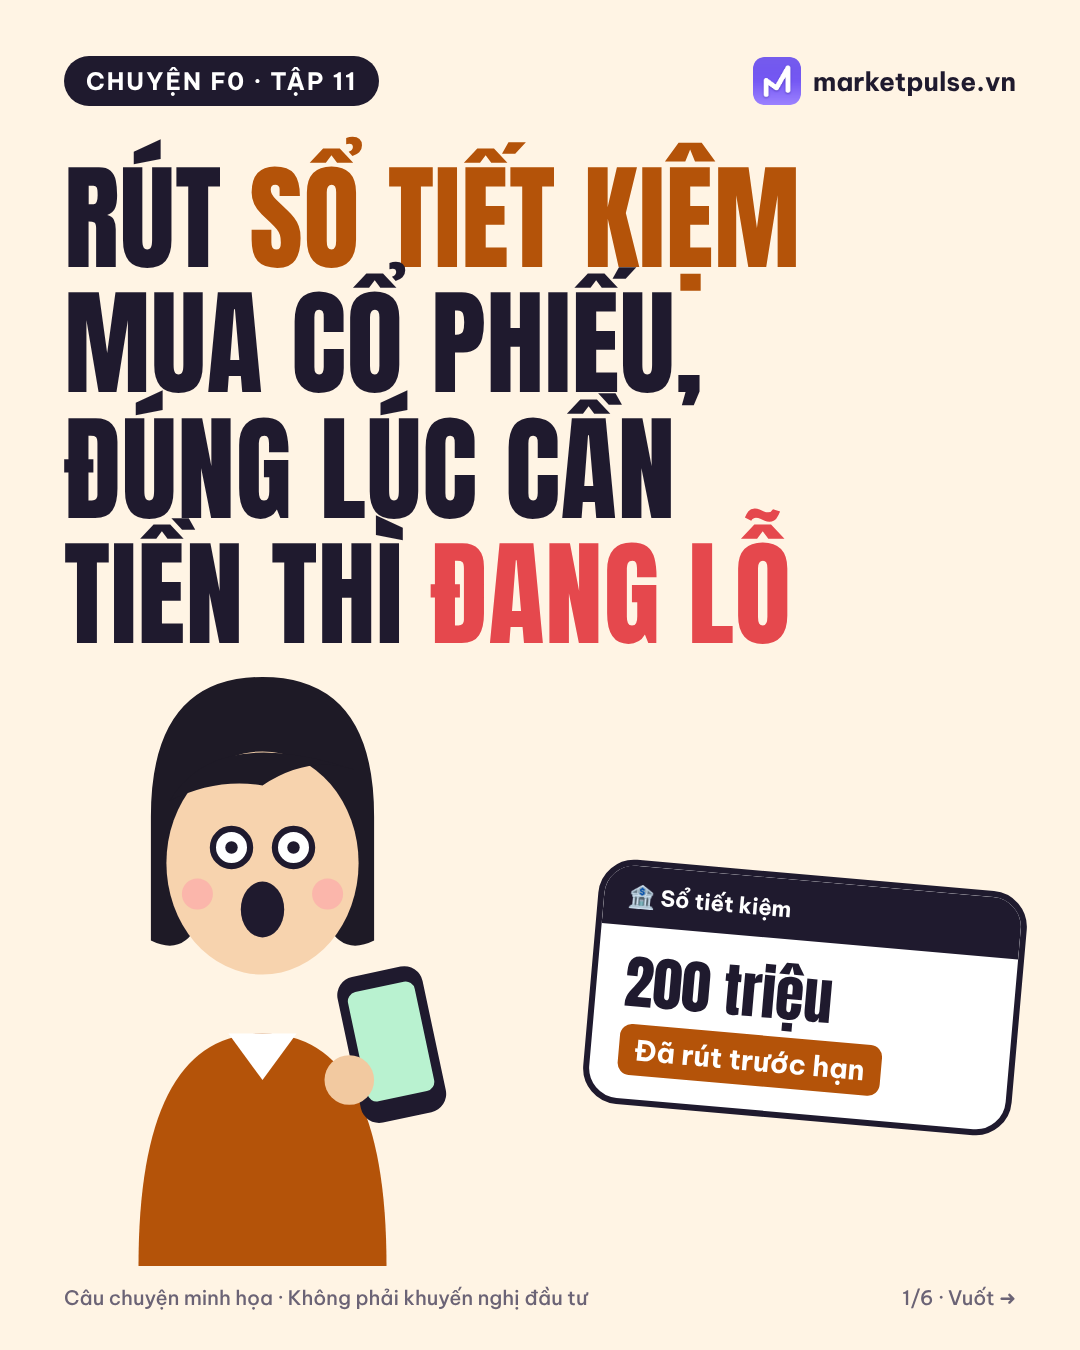 CHUYỆN F0 · TẬP 11
marketpulse.vn
RÚT SỔ TIẾT KIỆM
MUA CỔ PHIẾU,
ĐÚNG LÚC CẦN
TIỀN THÌ ĐANG LỖ
Sổ tiết kiệm
200 triệu
Đã rút trước hạn
Câu chuyện minh họa · Không phải khuyến nghị đầu tư
1/6 · Vuốt →